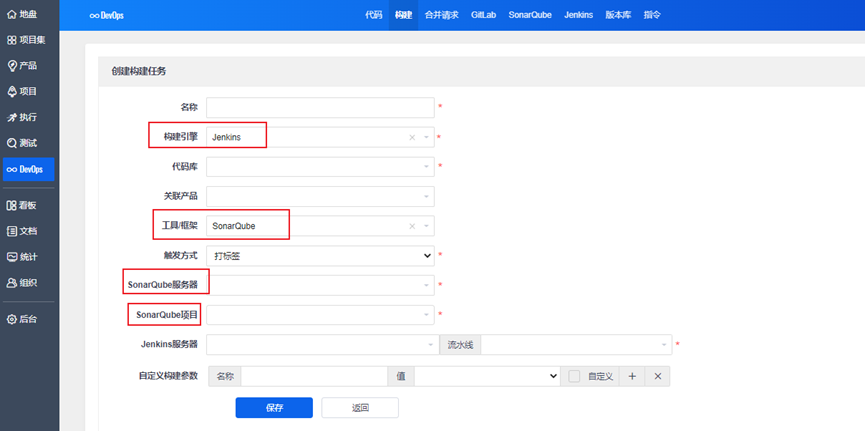 地盘
项目集
产品
项目
执行
测试
DevOps
看板
文档
统计
组织
后台
DevOps
代码 构建 合并请求 GitLab SonarQube Jenkins 版本库 指令
创建构建任务
名称 *
构建引擎 Jenkins × *
代码库 *
关联产品
工具/框架 SonarQube ×
触发方式 打标签 *
SonarQube服务器 *
SonarQube项目 *
Jenkins服务器 流水线 *
自定义构建参数 名称 值 自定义 + ×
保存 返回